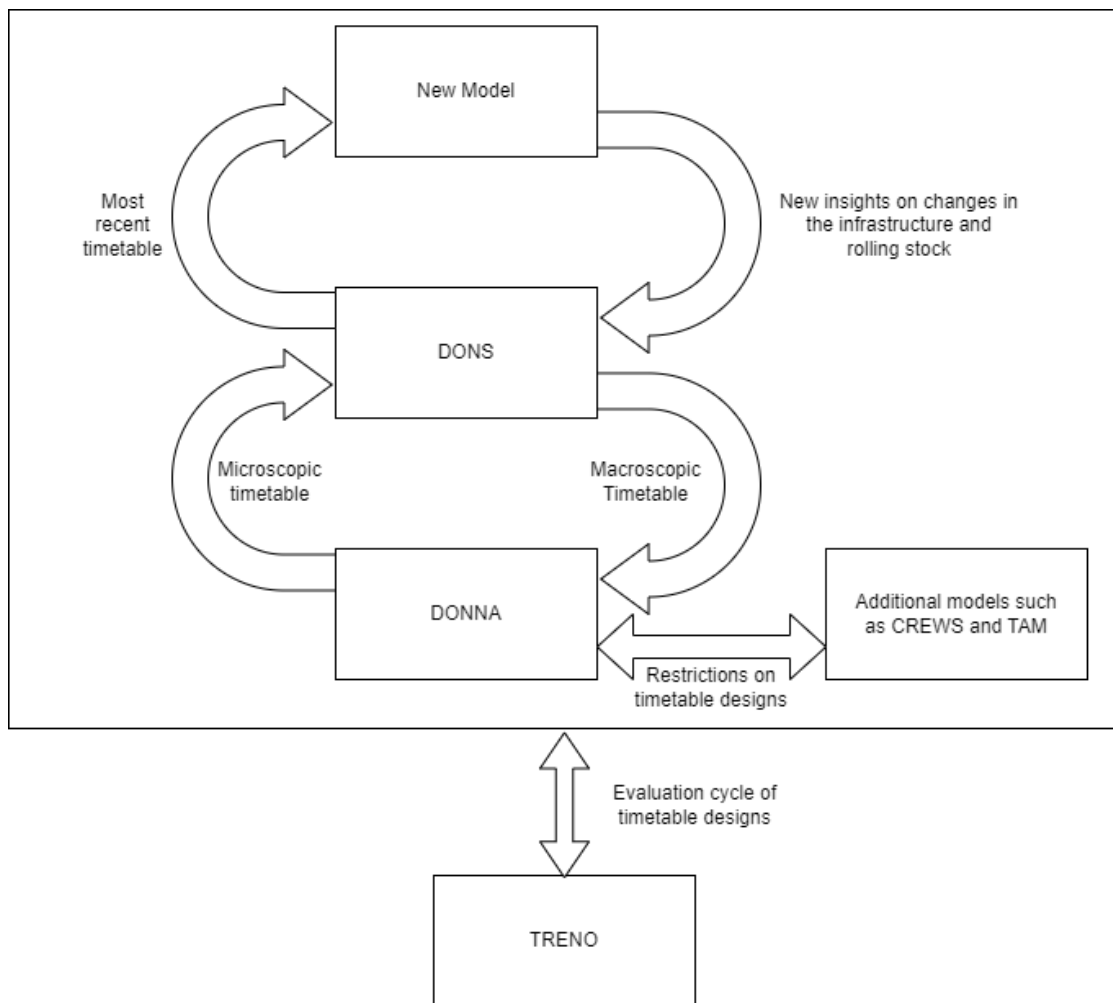 New Model
Most
recent
timetable
New insights on changes in
the infrastructure and
rolling stock
DONS
Microscopic
timetable
Macroscopic
Timetable
DONNA
Additional models such
as CREWS and TAM
Restrictions on
timetable designs
Evaluation cycle of
timetable designs
TRENO